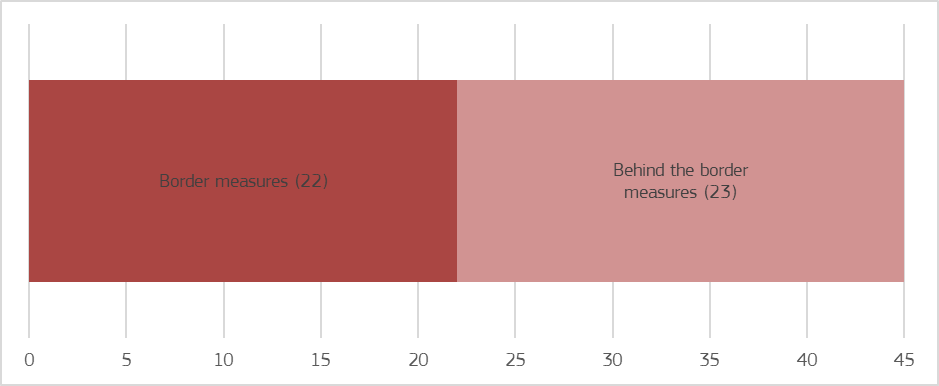 Border measures (22)
Behind the border
measures (23)
0 5 10 15 20 25 30 35 40 45